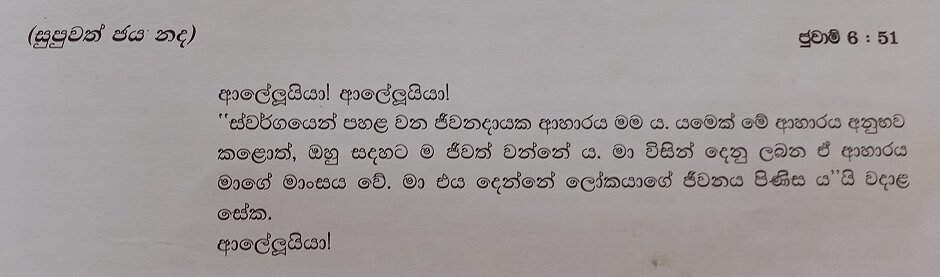 (සුපුවත් ජය නද) ජුවාම් 6 : 51
ආලේලූයියා! ආලේලූයියා!
"ස්වර්ගයෙන් පහළ වන ජීවනදායක ආහාරය මම ය. යමෙක් මේ ආහාරය අනුභව
කළොත්, ඔහු සදහට ම ජීවත් වන්නේ ය. මා විසින් දෙනු ලබන ඒ ආහාරය
මාගේ මාංසය වේ. මා එය දෙන්නේ ලෝකයාගේ ජීවනය පිණිස ය"යි වදාළ
සේක.
ආලේලූයියා!